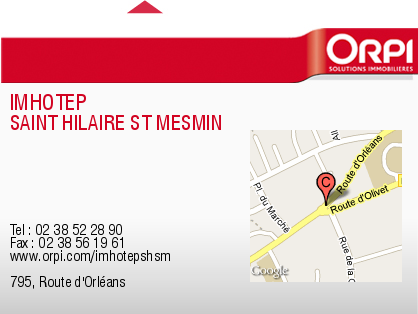 ORPI
SOLUTIONS IMMOBILIÈRES
IMHOTEP
SAINT HILAIRE ST MESMIN
All
Route d'Orléans
C
Pl. du Marché
Route d'Olivet
Rue de la C
Google
Tel : 02 38 52 28 90
Fax : 02 38 56 19 61
www.orpi.com/imhotepshsm
795, Route d'Orléans